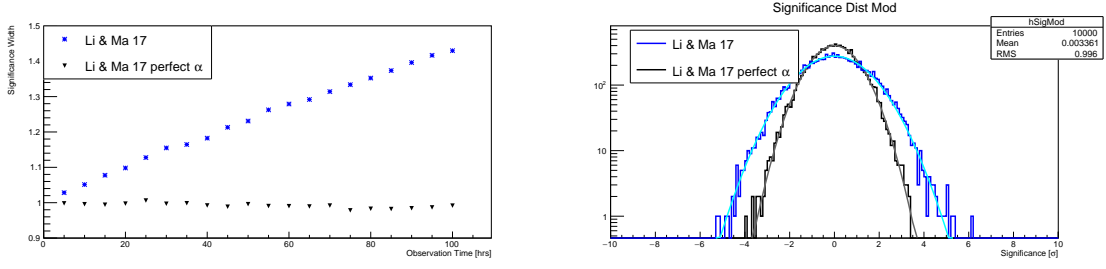 Significance Width
1.5
1.4
1.3
1.2
1.1
1
0.9
Li & Ma 17
Li & Ma 17 perfect α
0
20
40
60
80
100
Observation Time [hrs]
Significance Dist Mod
hSigMod
Entries 10000
Mean 0.003361
RMS 0.996
Li & Ma 17
Li & Ma 17 perfect α
10²
10
1
−10
−8
−6
−4
−2
0
2
4
6
8
10
Significance [σ]